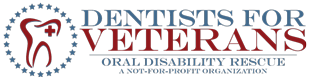 DENTISTS FOR
VETERANS
ORAL DISABILITY RESCUE
A NOT-FOR-PROFIT ORGANIZATION